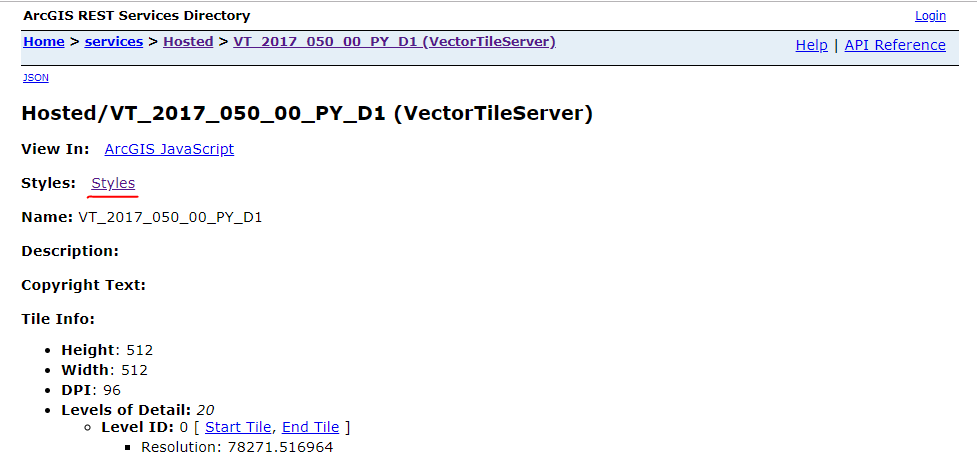 ArcGIS REST Services Directory Login
Home > services > Hosted > VT_2017_050_00_PY_D1 (VectorTileServer) Help | API Reference
JSON
Hosted/VT_2017_050_00_PY_D1 (VectorTileServer)
View In: ArcGIS JavaScript
Styles: Styles
Name: VT_2017_050_00_PY_D1
Description:
Copyright Text:
Tile Info:
• Height: 512
• Width: 512
• DPI: 96
• Levels of Detail: 20
○ Level ID: 0 [ Start Tile, End Tile ]
■ Resolution: 78271.516964